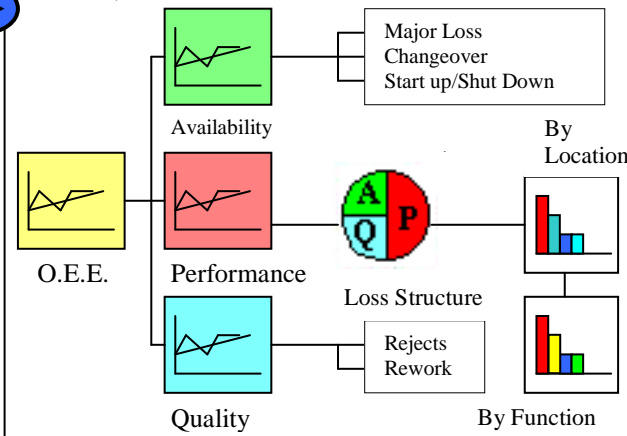 Major Loss
Changeover
Start up/Shut Down
Availability
By
Location
A
P
Q
O.E.E.
Performance
Loss Structure
Rejects
Rework
Quality
By Function